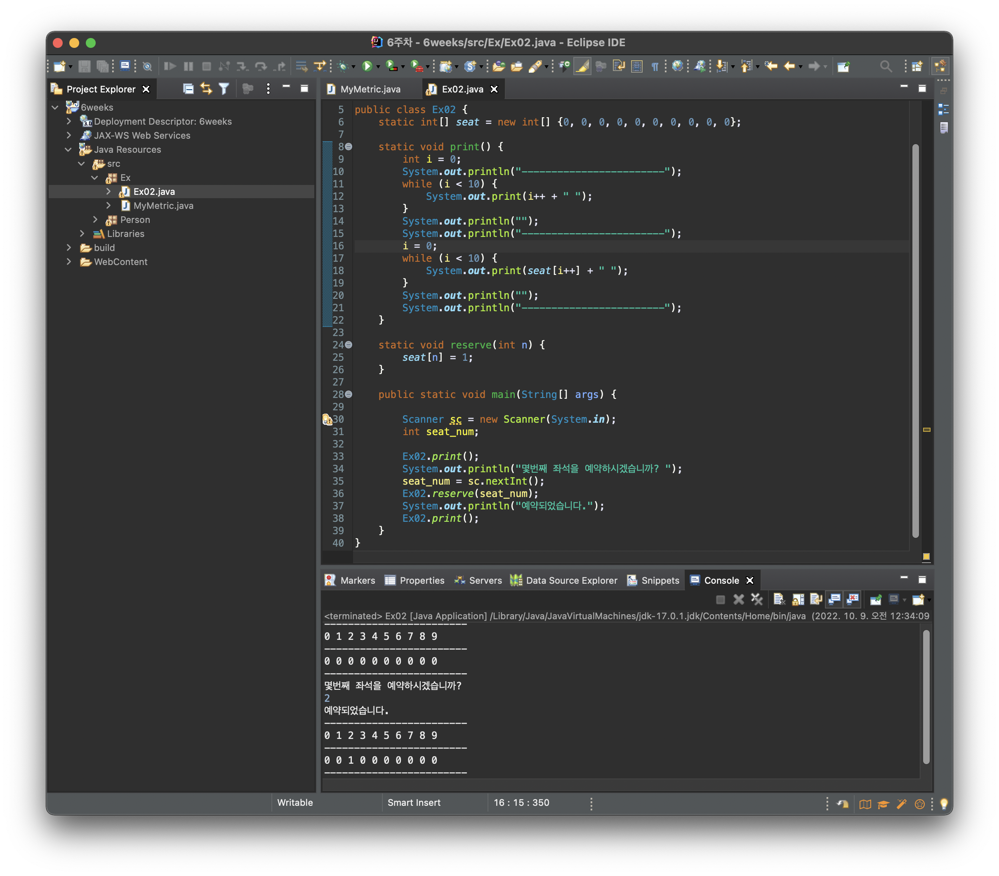 6주차 - 6weeks/src/Ex/Ex02.java - Eclipse IDE
Project Explorer
6weeks
Deployment Descriptor: 6weeks
JAX-WS Web Services
Java Resources
src
Ex
Ex02.java
MyMetric.java
Person
Libraries
build
WebContent
MyMetric.java
Ex02.java
5 public class Ex02 {
6     static int[] seat = new int[] {0, 0, 0, 0, 0, 0, 0, 0, 0, 0};
7
8     static void print() {
9         int i = 0;
10         System.out.println("------------------------");
11         while (i < 10) {
12             System.out.print(i++ + " ");
13         }
14         System.out.println("");
15         System.out.println("------------------------");
16         i = 0;
17         while (i < 10) {
18             System.out.print(seat[i++] + " ");
19         }
20         System.out.println("");
21         System.out.println("------------------------");
22     }
23
24     static void reserve(int n) {
25         seat[n] = 1;
26     }
27
28     public static void main(String[] args) {
29
30         Scanner sc = new Scanner(System.in);
31         int seat_num;
32
33         Ex02.print();
34         System.out.println("몇번째 좌석을 예약하시겠습니까? ");
35         seat_num = sc.nextInt();
36         Ex02.reserve(seat_num);
37         System.out.println("예약되었습니다.");
38         Ex02.print();
39     }
40 }
Markers Properties Servers Data Source Explorer Snippets Console
<terminated> Ex02 [Java Application] /Library/Java/JavaVirtualMachines/jdk-17.0.1.jdk/Contents/Home/bin/java (2022. 10. 9. 오전 12:34:09
------------------------
0 1 2 3 4 5 6 7 8 9
------------------------
0 0 0 0 0 0 0 0 0 0
------------------------
몇번째 좌석을 예약하시겠습니까?
2
예약되었습니다.
------------------------
0 1 2 3 4 5 6 7 8 9
------------------------
0 0 1 0 0 0 0 0 0 0
------------------------
Writable Smart Insert 16 : 15 : 350